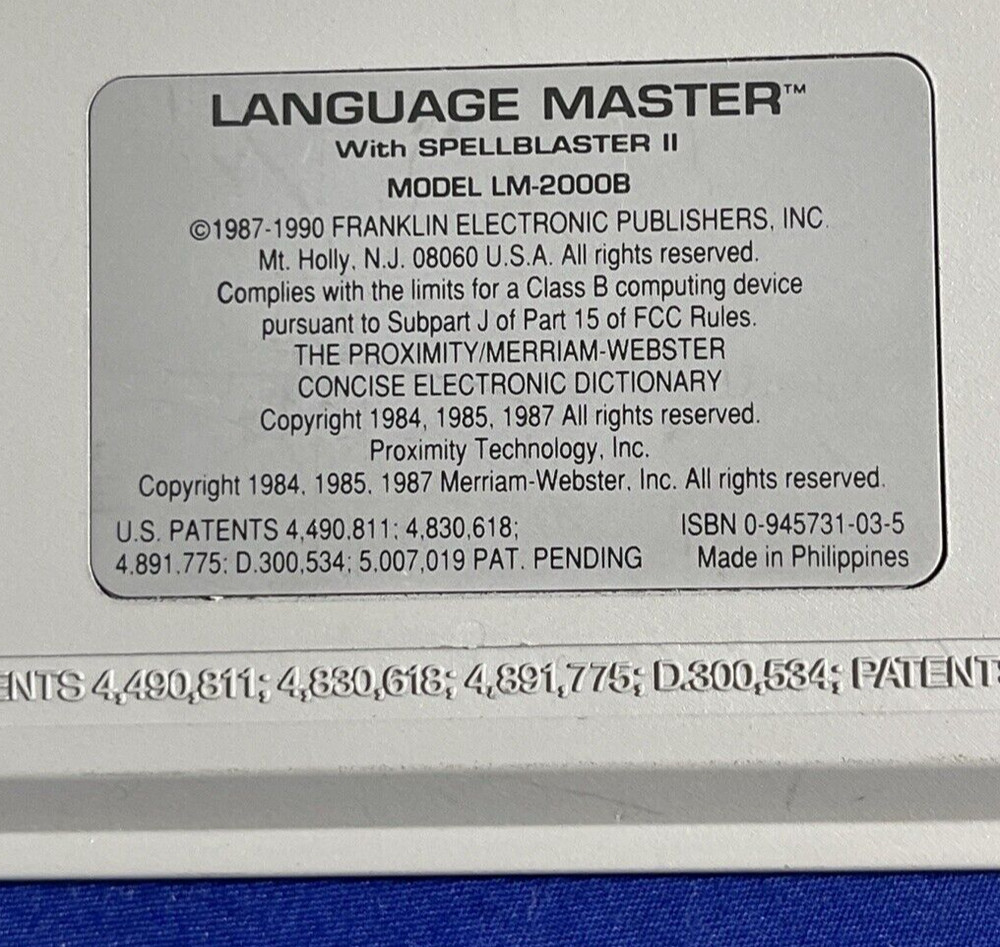 LANGUAGE MASTER™
With SPELLBLASTER II
MODEL LM-2000B
©1987-1990 FRANKLIN ELECTRONIC PUBLISHERS, INC.
Mt. Holly, N.J. 08060 U.S.A. All rights reserved.
Complies with the limits for a Class B computing device
pursuant to Subpart J of Part 15 of FCC Rules.
THE PROXIMITY/MERRIAM-WEBSTER
CONCISE ELECTRONIC DICTIONARY
Copyright 1984, 1985, 1987 All rights reserved.
Proximity Technology, Inc.
Copyright 1984, 1985, 1987 Merriam-Webster, Inc. All rights reserved.
U.S. PATENTS 4,490,811; 4,830,618; ISBN 0-945731-03-5
4,891,775; D.300,534; 5,007,019 PAT. PENDING Made in Philippines
ENTS 4,490,811; 4,830,618; 4,891,775; D.300,534; PATENT